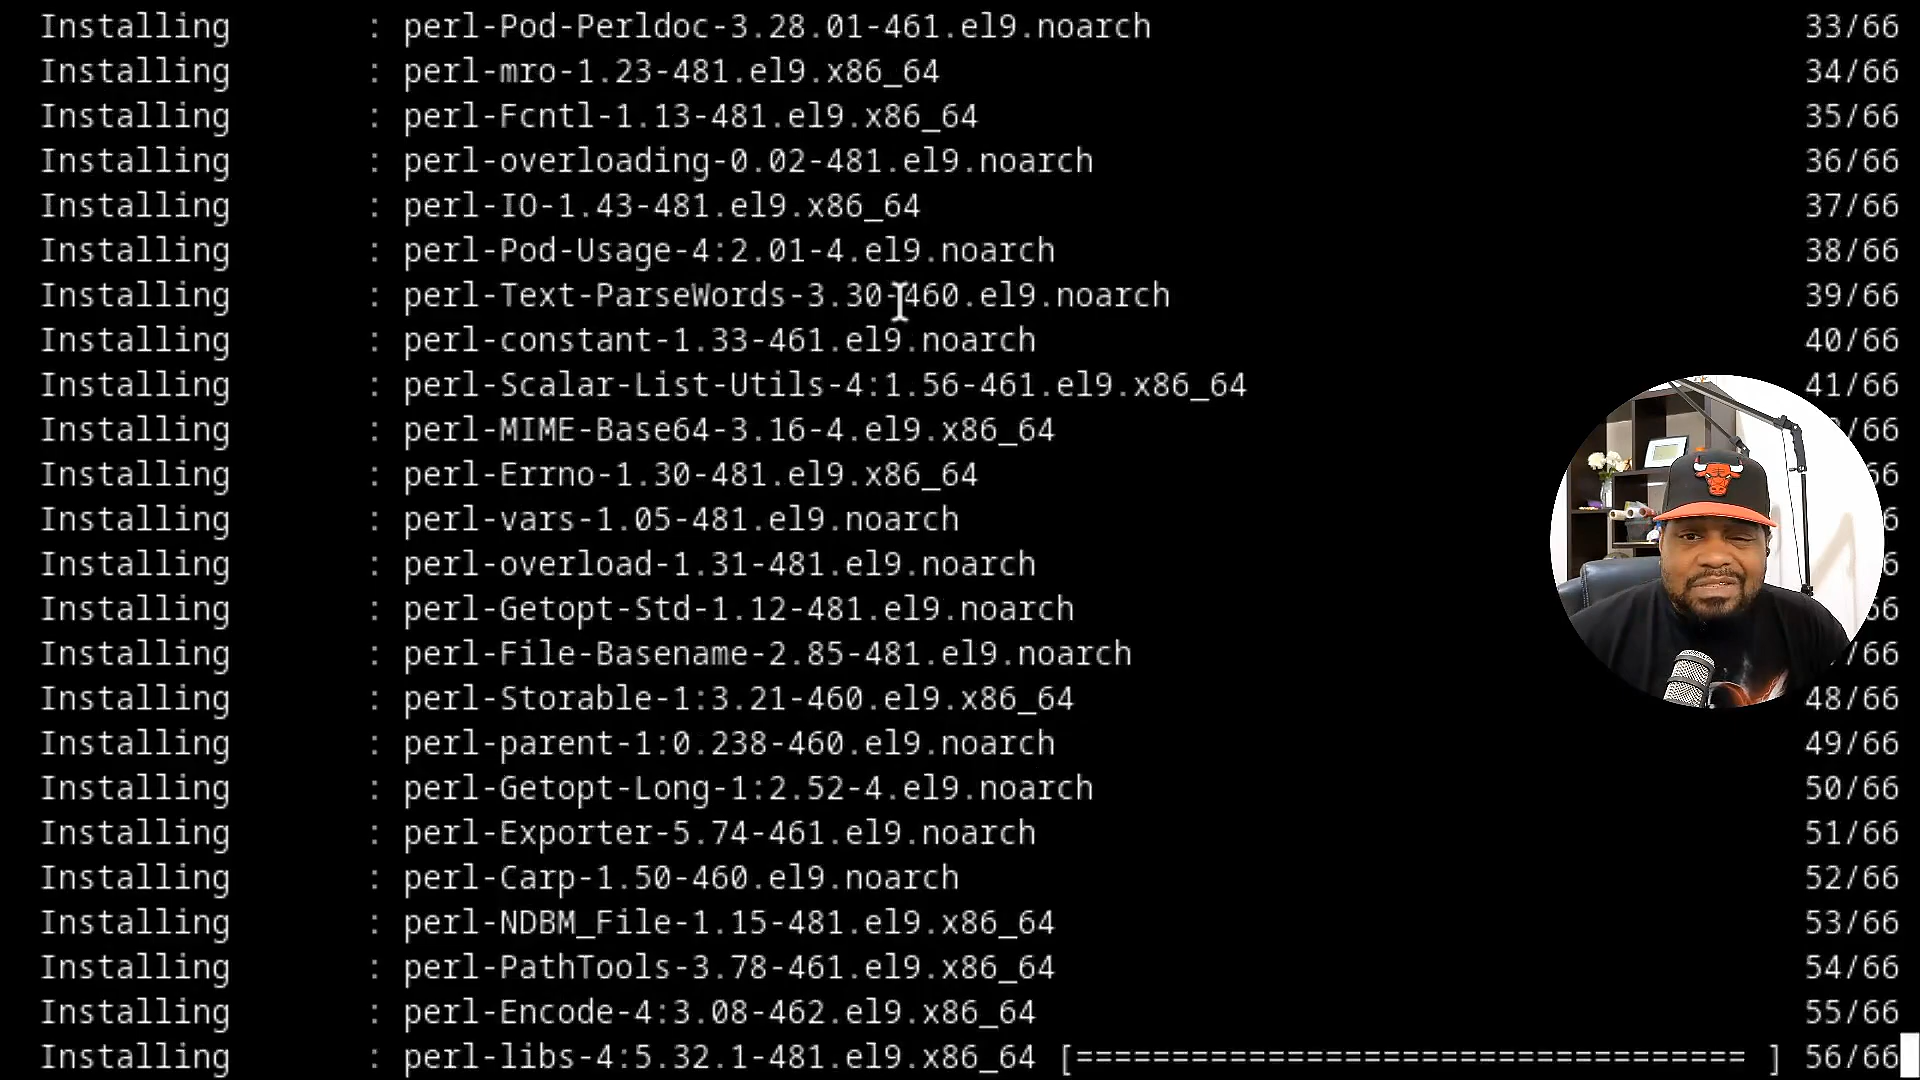 Installing : perl-Pod-Perldoc-3.28.01-461.el9.noarch 33/66
Installing : perl-mro-1.23-481.el9.x86_64 34/66
Installing : perl-Fcntl-1.13-481.el9.x86_64 35/66
Installing : perl-overloading-0.02-481.el9.noarch 36/66
Installing : perl-IO-1.43-481.el9.x86_64 37/66
Installing : perl-Pod-Usage-4:2.01-4.el9.noarch 38/66
Installing : perl-Text-ParseWords-3.30-460.el9.noarch 39/66
Installing : perl-constant-1.33-461.el9.noarch 40/66
Installing : perl-Scalar-List-Utils-4:1.56-461.el9.x86_64 41/66
Installing : perl-MIME-Base64-3.16-4.el9.x86_64 /66
Installing : perl-Errno-1.30-481.el9.x86_64 66
Installing : perl-vars-1.05-481.el9.noarch 6
Installing : perl-overload-1.31-481.el9.noarch 6
Installing : perl-Getopt-Std-1.12-481.el9.noarch 66
Installing : perl-File-Basename-2.85-481.el9.noarch /66
Installing : perl-Storable-1:3.21-460.el9.x86_64 48/66
Installing : perl-parent-1:0.238-460.el9.noarch 49/66
Installing : perl-Getopt-Long-1:2.52-4.el9.noarch 50/66
Installing : perl-Exporter-5.74-461.el9.noarch 51/66
Installing : perl-Carp-1.50-460.el9.noarch 52/66
Installing : perl-NDBM_File-1.15-481.el9.x86_64 53/66
Installing : perl-PathTools-3.78-461.el9.x86_64 54/66
Installing : perl-Encode-4:3.08-462.el9.x86_64 55/66
Installing : perl-libs-4:5.32.1-481.el9.x86_64 [=================================== ] 56/66